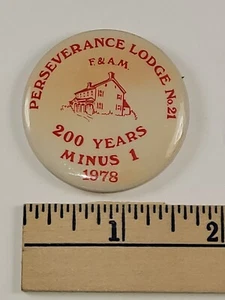 PERSEVERANCE LODGE No. 21
F. & A.M.
200 YEARS
MINUS 1
1978
1 2